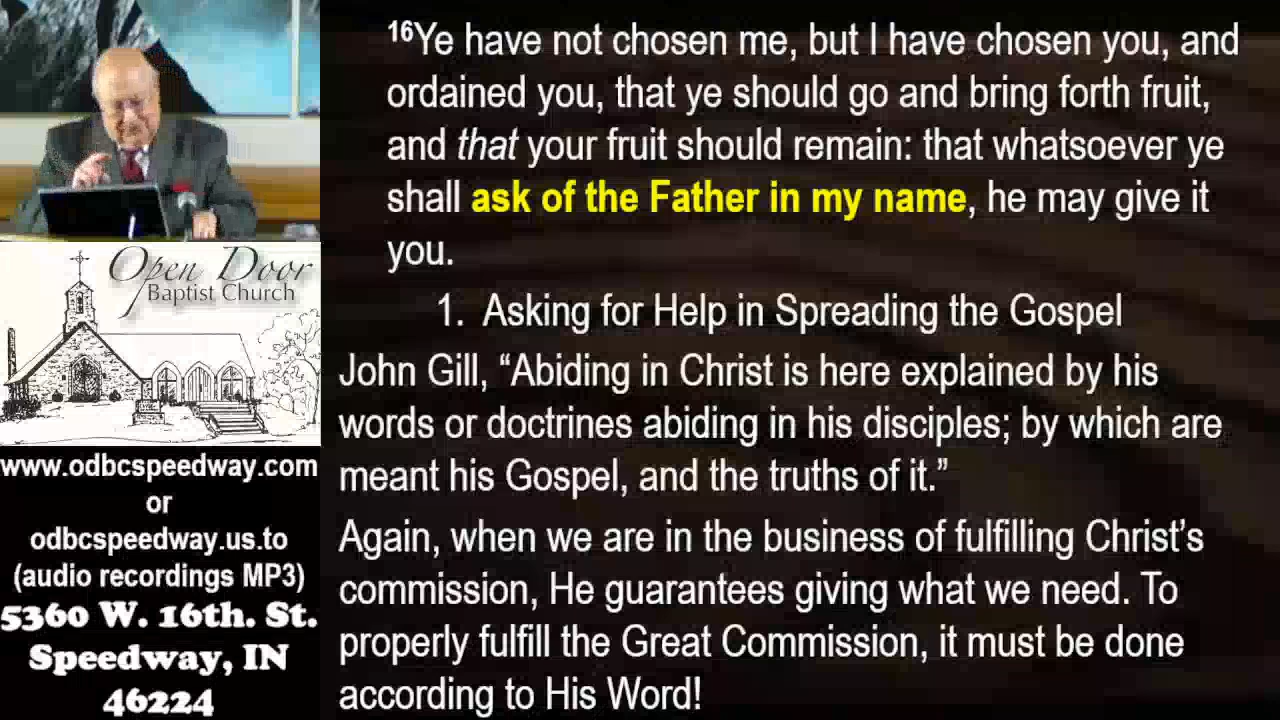 Open Door
Baptist Church
www.odbcspeedway.com
or
odbcspeedway.us.to
(audio recordings MP3)
5360 W. 16th. St.
Speedway, IN
46224
16Ye have not chosen me, but I have chosen you, and
ordained you, that ye should go and bring forth fruit,
and that your fruit should remain: that whatsoever ye
shall ask of the Father in my name, he may give it
you.
1. Asking for Help in Spreading the Gospel
John Gill, “Abiding in Christ is here explained by his
words or doctrines abiding in his disciples; by which are
meant his Gospel, and the truths of it.”
Again, when we are in the business of fulfilling Christ’s
commission, He guarantees giving what we need. To
properly fulfill the Great Commission, it must be done
according to His Word!